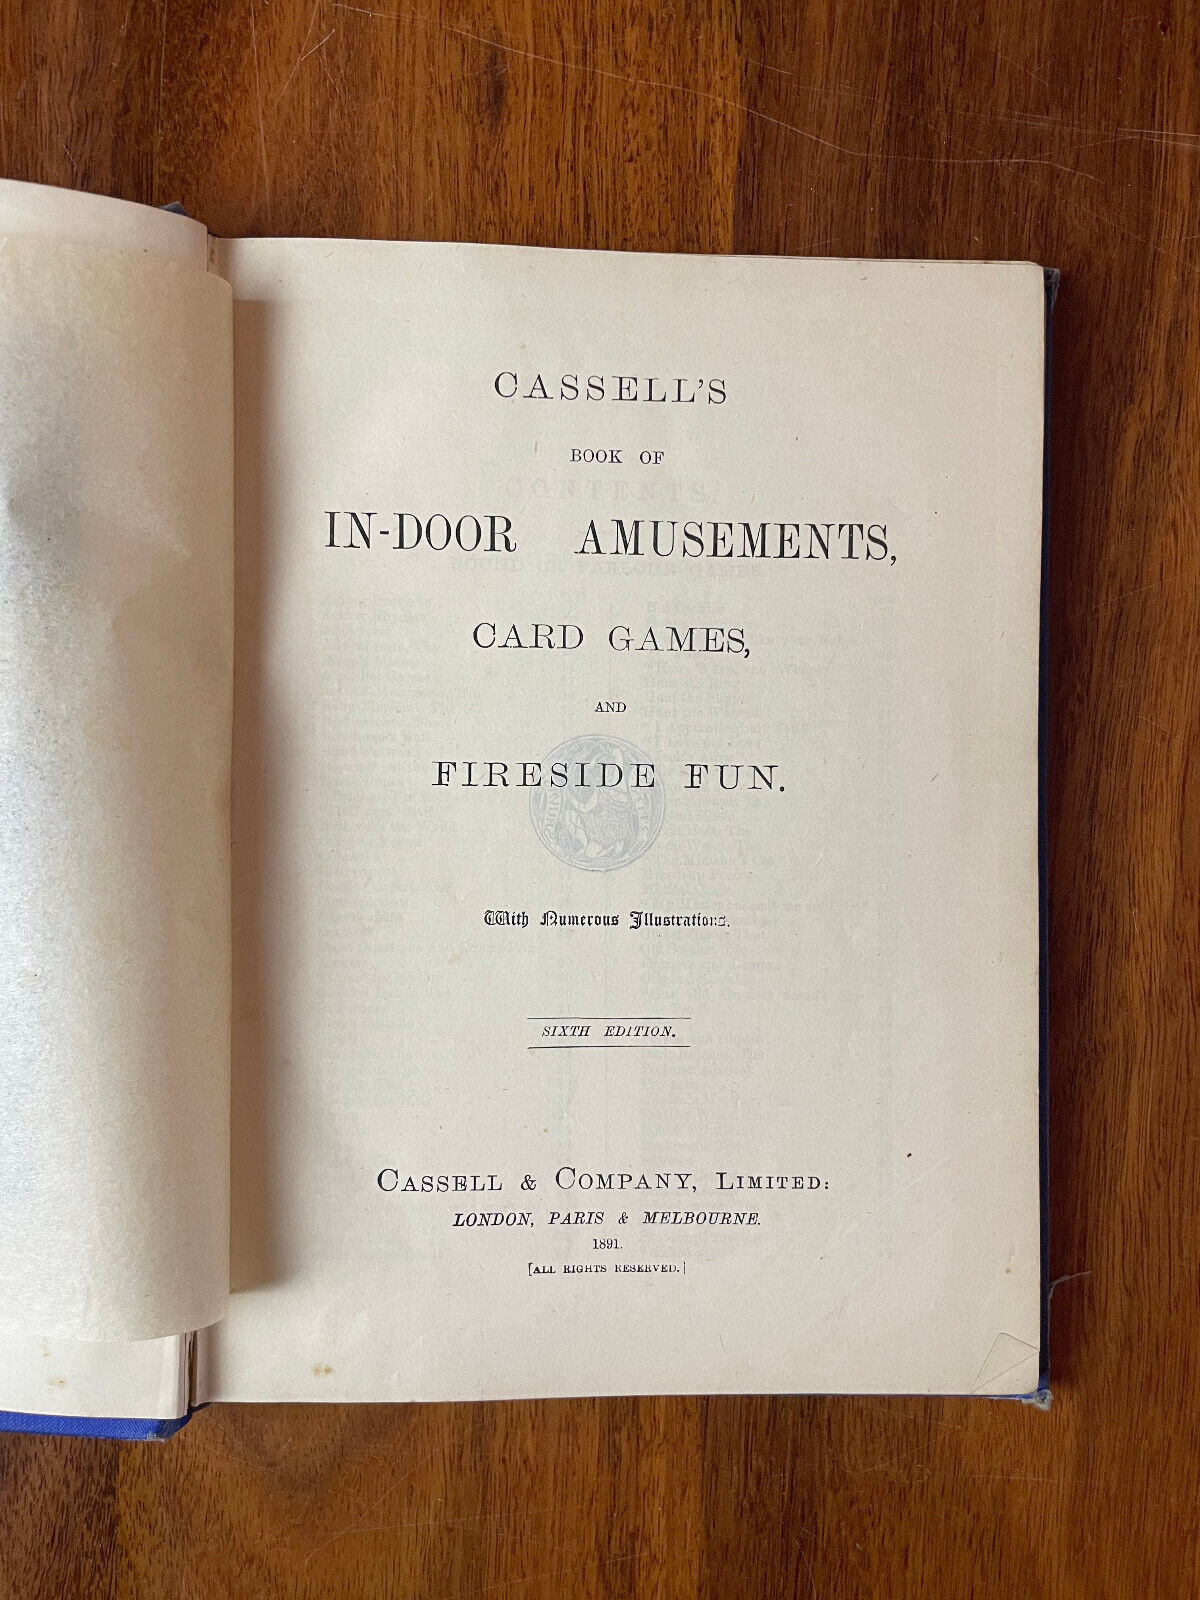 CASSELL'S
BOOK OF
IN-DOOR AMUSEMENTS,
CARD GAMES,
AND
FIRESIDE FUN.
With Numerous Illustrations.
SIXTH EDITION.
CASSELL & COMPANY, LIMITED:
LONDON, PARIS & MELBOURNE.
1891.
[ALL RIGHTS RESERVED.]